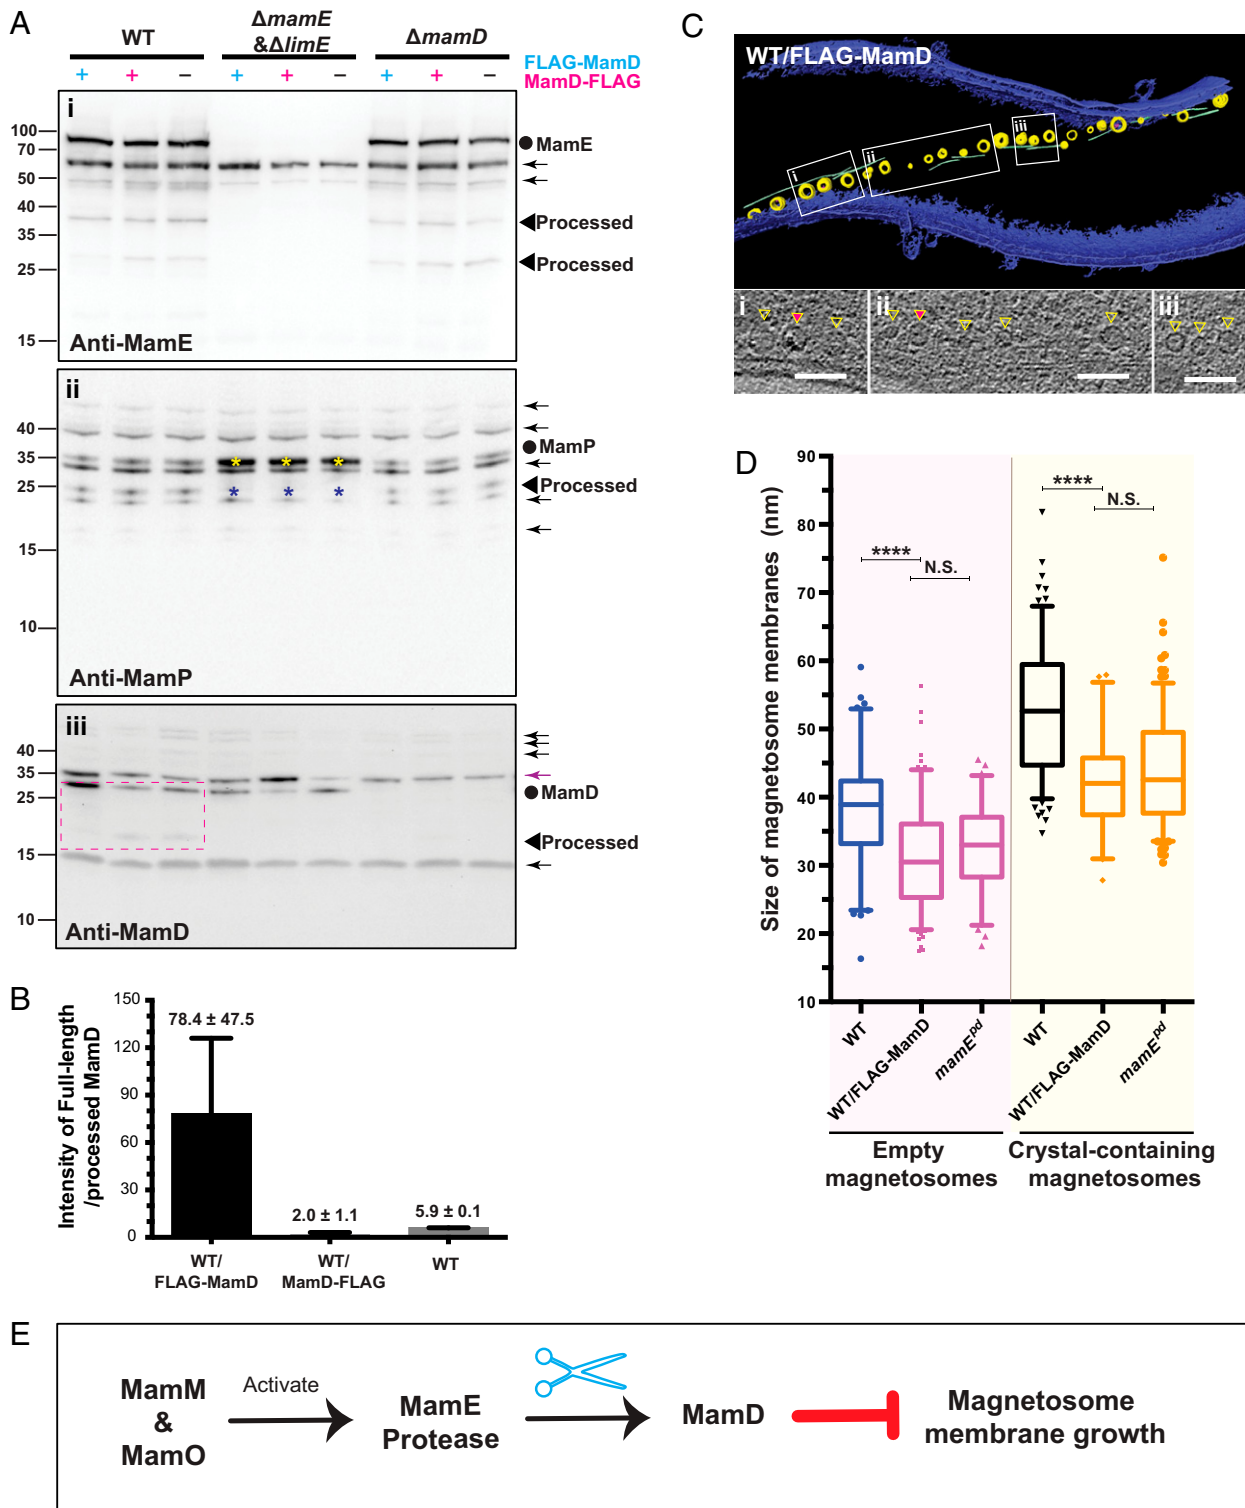 A
WT
ΔmamE
&ΔlimE
ΔmamD
+ + – + + – + + –
FLAG-MamD
MamD-FLAG
i
100
70
50
40
35
25
15
MamE
Processed
Processed
Anti-MamE
ii
40
35
25
15
10
* * *
* * *
MamP
Processed
Anti-MamP
iii
40
35
25
15
10
MamD
Processed
Anti-MamD
B
Intensity of Full-length
/processed MamD
150
120
90
60
30
0
78.4 ± 47.5
2.0 ± 1.1
5.9 ± 0.1
WT/
FLAG-MamD
WT/
MamD-FLAG
WT
C
WT/FLAG-MamD
i
ii
iii
i
ii
iii
D
Size of magnetosome membranes (nm)
90
80
70
60
50
40
30
20
10
****
N.S.
****
N.S.
WT
WT/FLAG-MamD
mamE^pd
WT
WT/FLAG-MamD
mamE^pd
Empty
magnetosomes
Crystal-containing
magnetosomes
E
MamM
&
MamO
Activate
MamE
Protease
MamD
Magnetosome
membrane growth